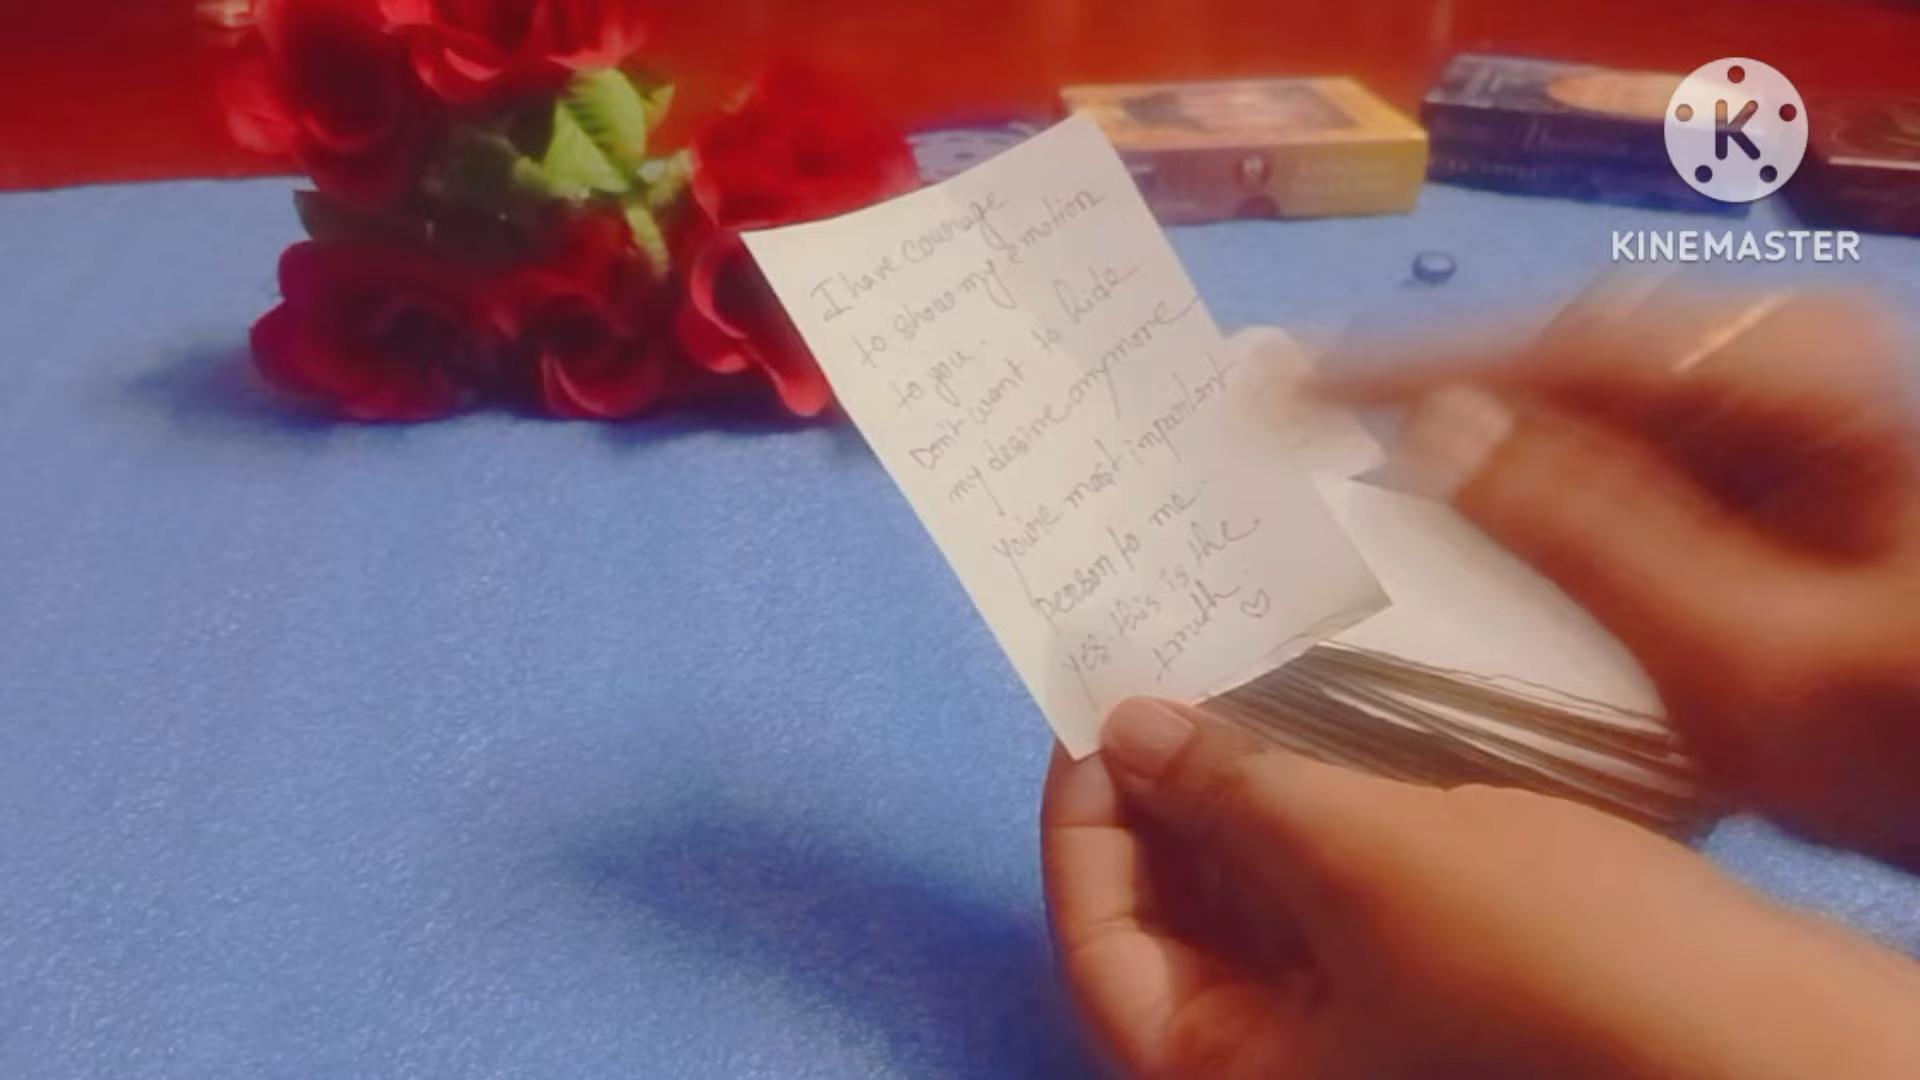 I have courage
to show my emotion
to you.
Don't want to hide
my desire anymore
You're most important
person to me.
Yes this is the
truth. ♡
K
KINEMASTER